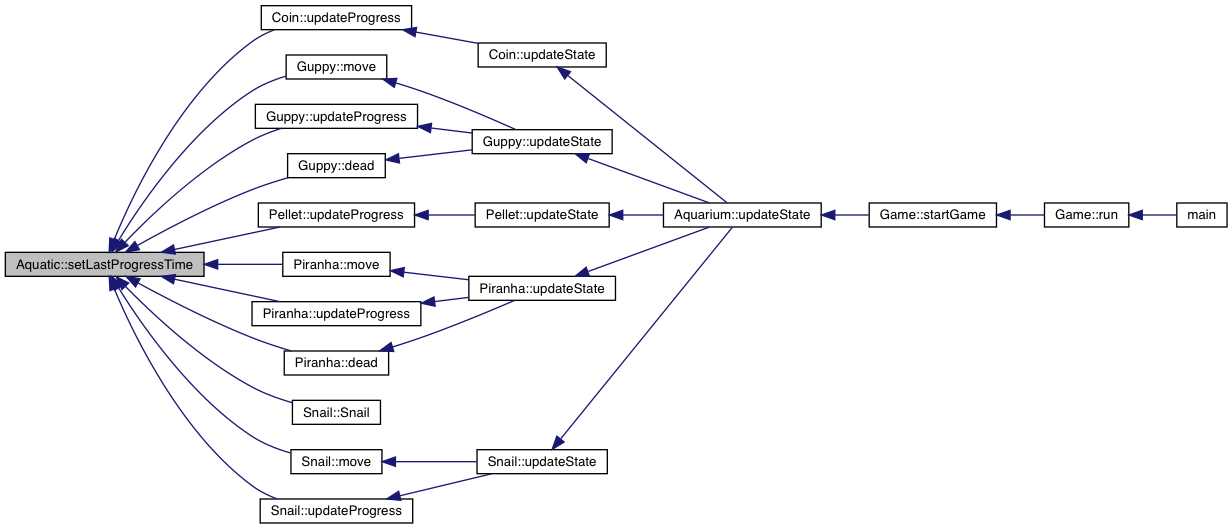 Coin::updateProgress
Coin::updateState
Guppy::move
Guppy::updateProgress
Guppy::updateState
Guppy::dead
Pellet::updateProgress
Pellet::updateState
Aquarium::updateState
Game::startGame
Game::run
main
Aquatic::setLastProgressTime
Piranha::move
Piranha::updateState
Piranha::updateProgress
Piranha::dead
Snail::Snail
Snail::move
Snail::updateState
Snail::updateProgress